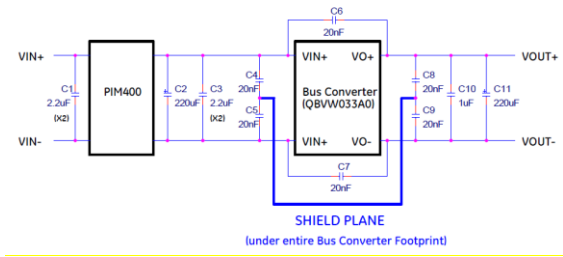 C6
20nF
VIN+
PIM400
VIN+
VO+
VOUT+
C4
20nF
C8
20nF
C1
2.2uF
(X2)
C2
220uF
C3
2.2uF
(X2)
Bus Converter
(QBVW033A0)
C10
1uF
C11
220uF
C5
20nF
C9
20nF
VIN-
VIN+
VO-
VOUT-
C7
20nF
SHIELD PLANE
(under entire Bus Converter Footprint)